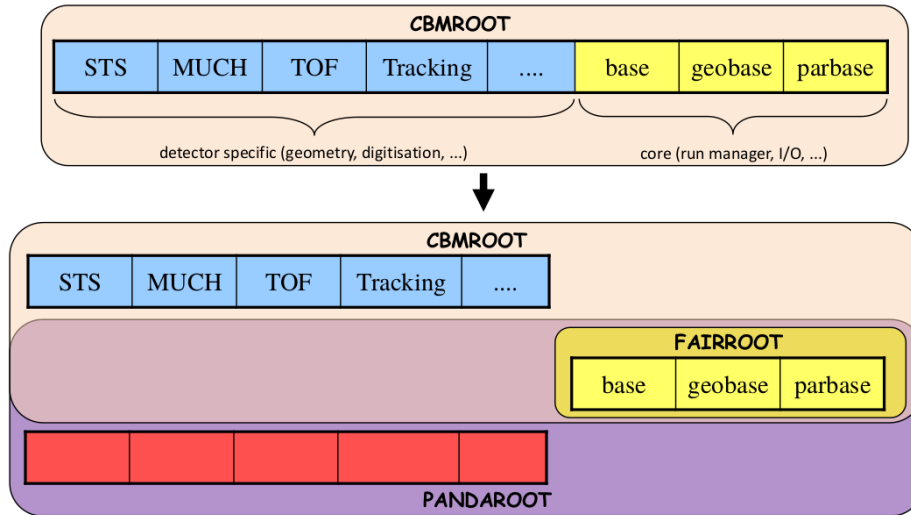 CBMROOT
STS MUCH TOF Tracking .... base geobase parbase
detector specific (geometry, digitisation, ...) core (run manager, I/O, ...)
CBMROOT
STS MUCH TOF Tracking ....
FAIRROOT
base geobase parbase
PANDAROOT